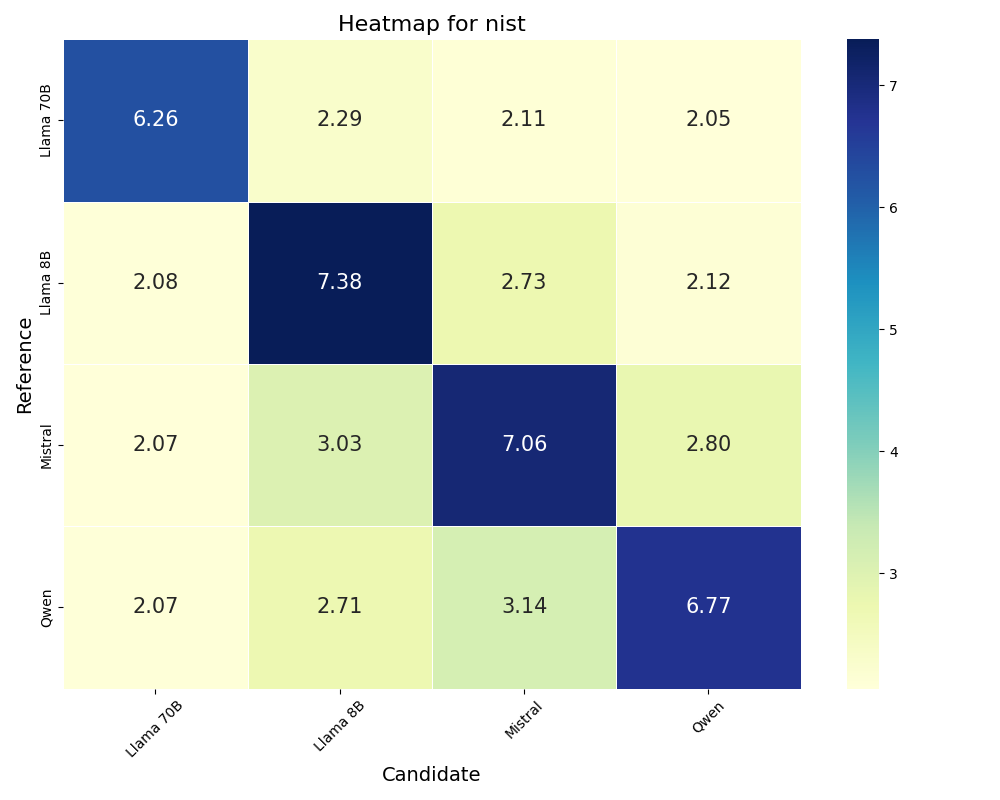 Heatmap for nist
Reference
Llama 70B
6.26
2.29
2.11
2.05
Llama 8B
2.08
7.38
2.73
2.12
Mistral
2.07
3.03
7.06
2.80
Qwen
2.07
2.71
3.14
6.77
Llama 70B
Llama 8B
Mistral
Qwen
Candidate
7
6
5
4
3